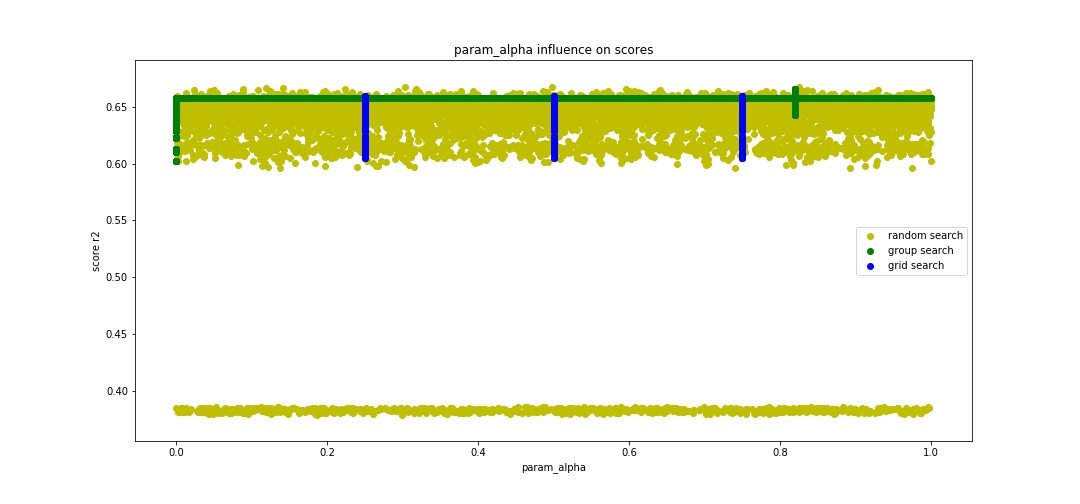 param_alpha influence on scores
score r2
0.65
0.60
0.55
0.50
0.45
0.40
random search
group search
grid search
0.0 0.2 0.4 0.6 0.8 1.0
param_alpha